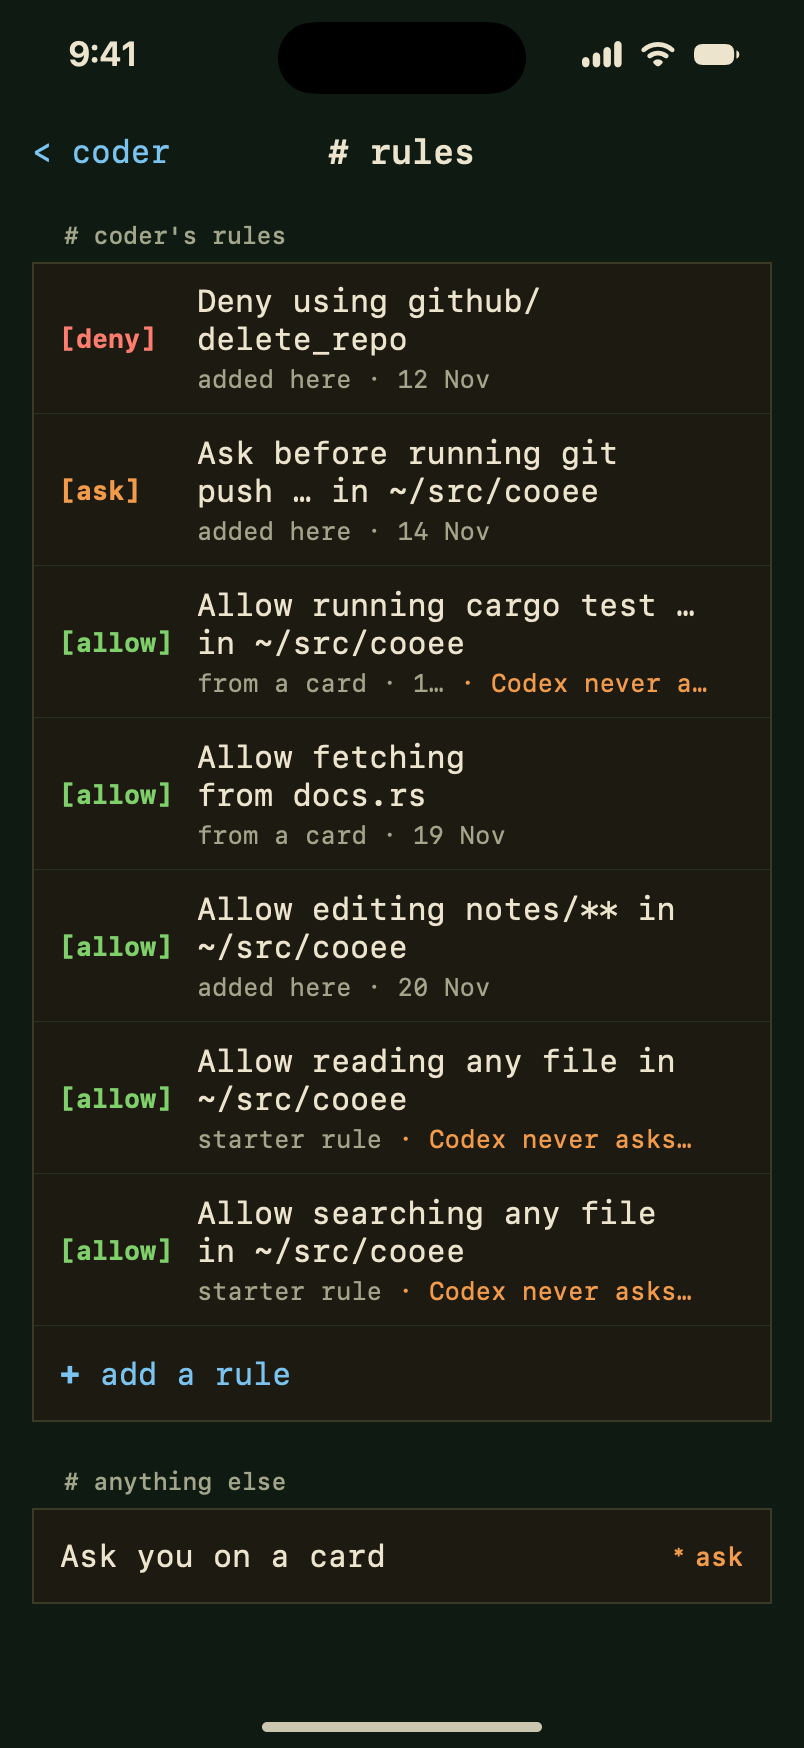 9:41
< coder
# rules
# coder's rules
[deny]
Deny using github/
delete_repo
added here · 12 Nov
[ask]
Ask before running git
push … in ~/src/cooee
added here · 14 Nov
[allow]
Allow running cargo test …
in ~/src/cooee
from a card · 1… · Codex never a…
[allow]
Allow fetching
from docs.rs
from a card · 19 Nov
[allow]
Allow editing notes/** in
~/src/cooee
added here · 20 Nov
[allow]
Allow reading any file in
~/src/cooee
starter rule · Codex never asks…
[allow]
Allow searching any file
in ~/src/cooee
starter rule · Codex never asks…
+ add a rule
# anything else
Ask you on a card * ask